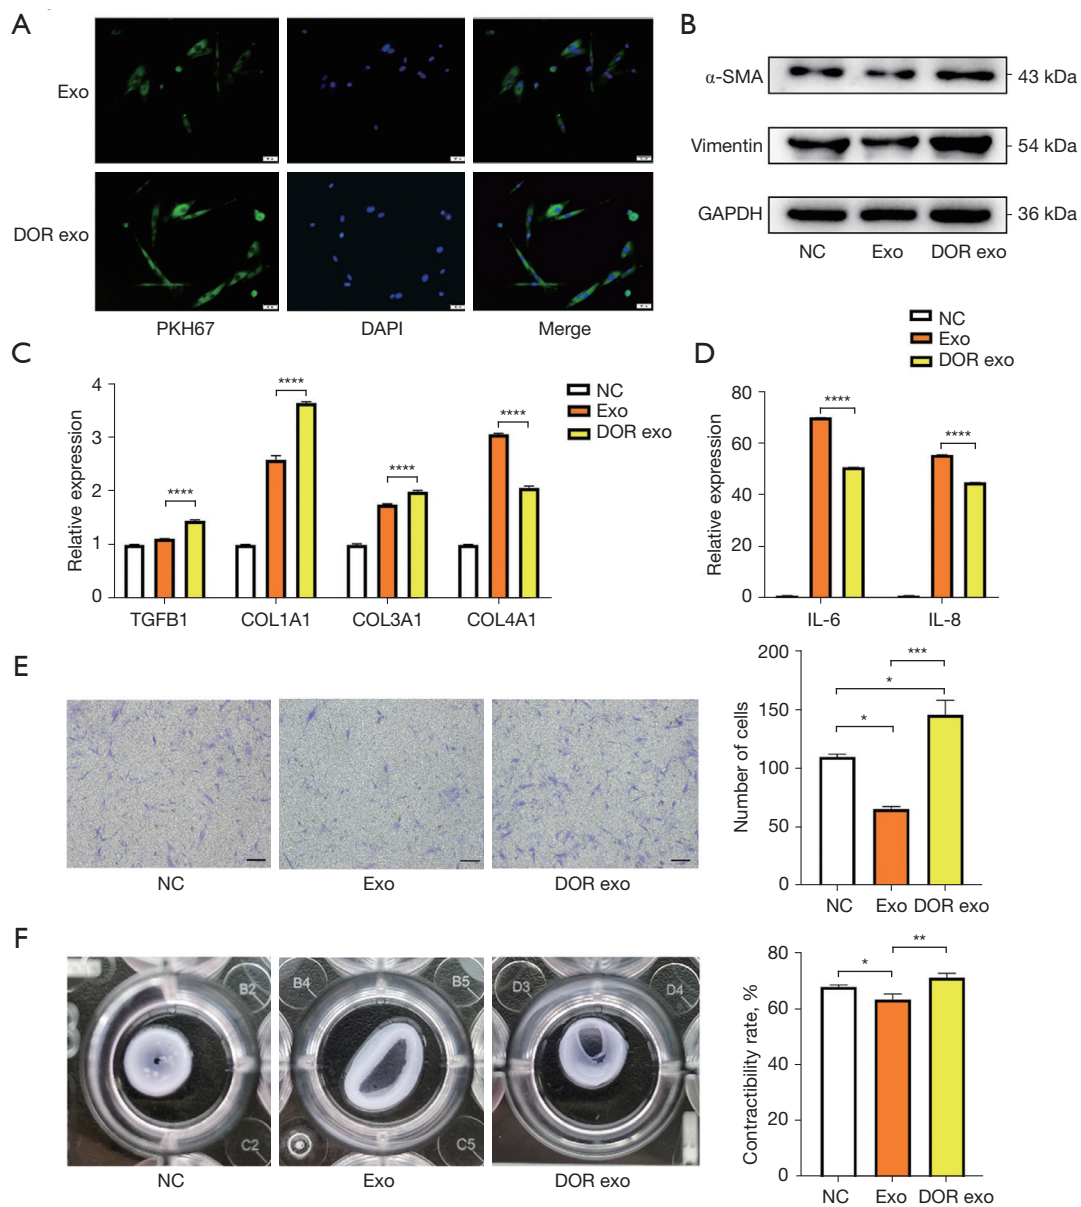 A
Exo
DOR exo
PKH67 DAPI Merge
B
α-SMA 43 kDa
Vimentin 54 kDa
GAPDH 36 kDa
NC Exo DOR exo
C
Relative expression
4
3
2
1
0
**** **** **** ****
TGFB1 COL1A1 COL3A1 COL4A1
NC
Exo
DOR exo
D
NC
Exo
DOR exo
Relative expression
80
60
40
20
0
**** ****
IL-6 IL-8
E
NC Exo DOR exo
Number of cells
200
150
100
50
0
***
*
*
NC Exo DOR exo
F
B2 C2
B4 B5 C5
D3 D4
NC Exo DOR exo
Contractibility rate, %
80
60
40
20
0
* **
NC Exo DOR exo